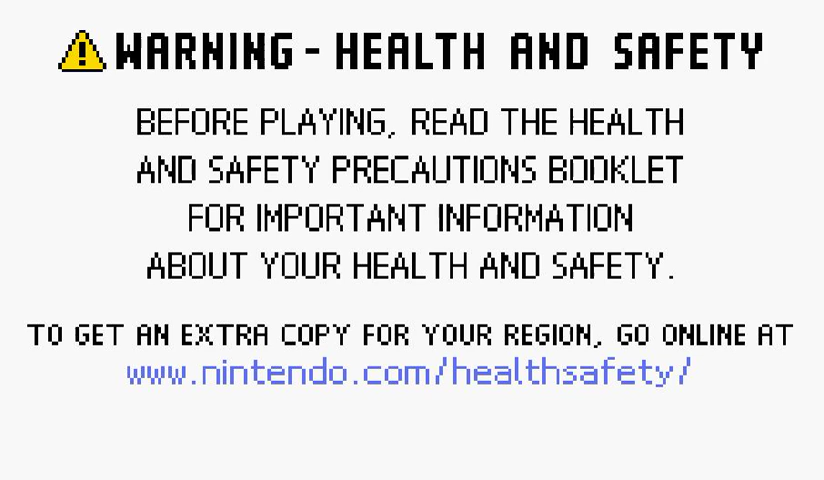 WARNING - HEALTH AND SAFETY
BEFORE PLAYING, READ THE HEALTH
AND SAFETY PRECAUTIONS BOOKLET
FOR IMPORTANT INFORMATION
ABOUT YOUR HEALTH AND SAFETY.
TO GET AN EXTRA COPY FOR YOUR REGION, GO ONLINE AT
www.nintendo.com/healthsafety/